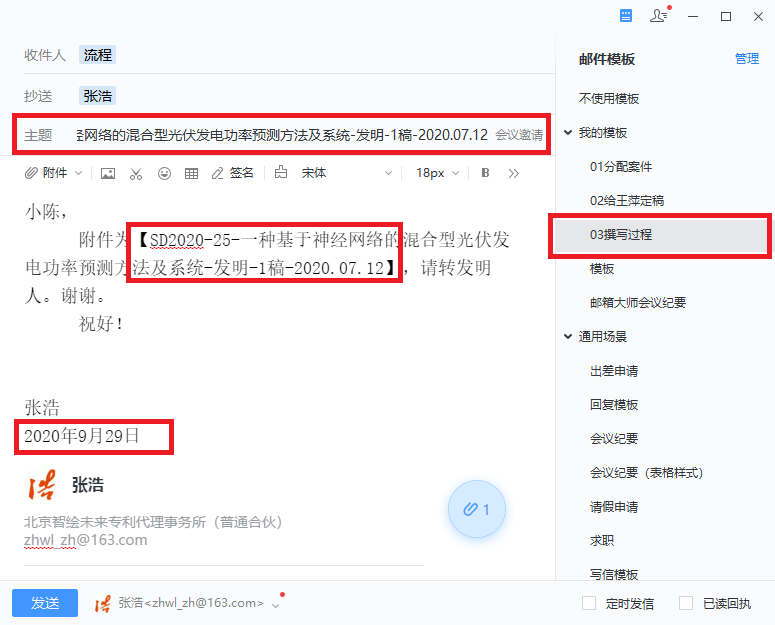 收件人 流程
抄送 张浩
主题 经网络的混合型光伏发电功率预测方法及系统-发明-1稿-2020.07.12 会议邀请
附件 签名 宋体 18px B
小陈，
附件为【SD2020-25-一种基于神经网络的混合型光伏发
电功率预测方法及系统-发明-1稿-2020.07.12】，请转发明
人。谢谢。
祝好！
张浩
2020年9月29日
张浩
北京智绘未来专利代理事务所（普通合伙）
zhwl_zh@163.com
1
发送 张浩<zhwl_zh@163.com>
邮件模板 管理
不使用模板
我的模板
01分配案件
02给王萍定稿
03撰写过程
模板
邮箱大师会议纪要
通用场景
出差申请
回复模板
会议纪要
会议纪要（表格样式）
请假申请
求职
写信模板
定时发信 已读回执